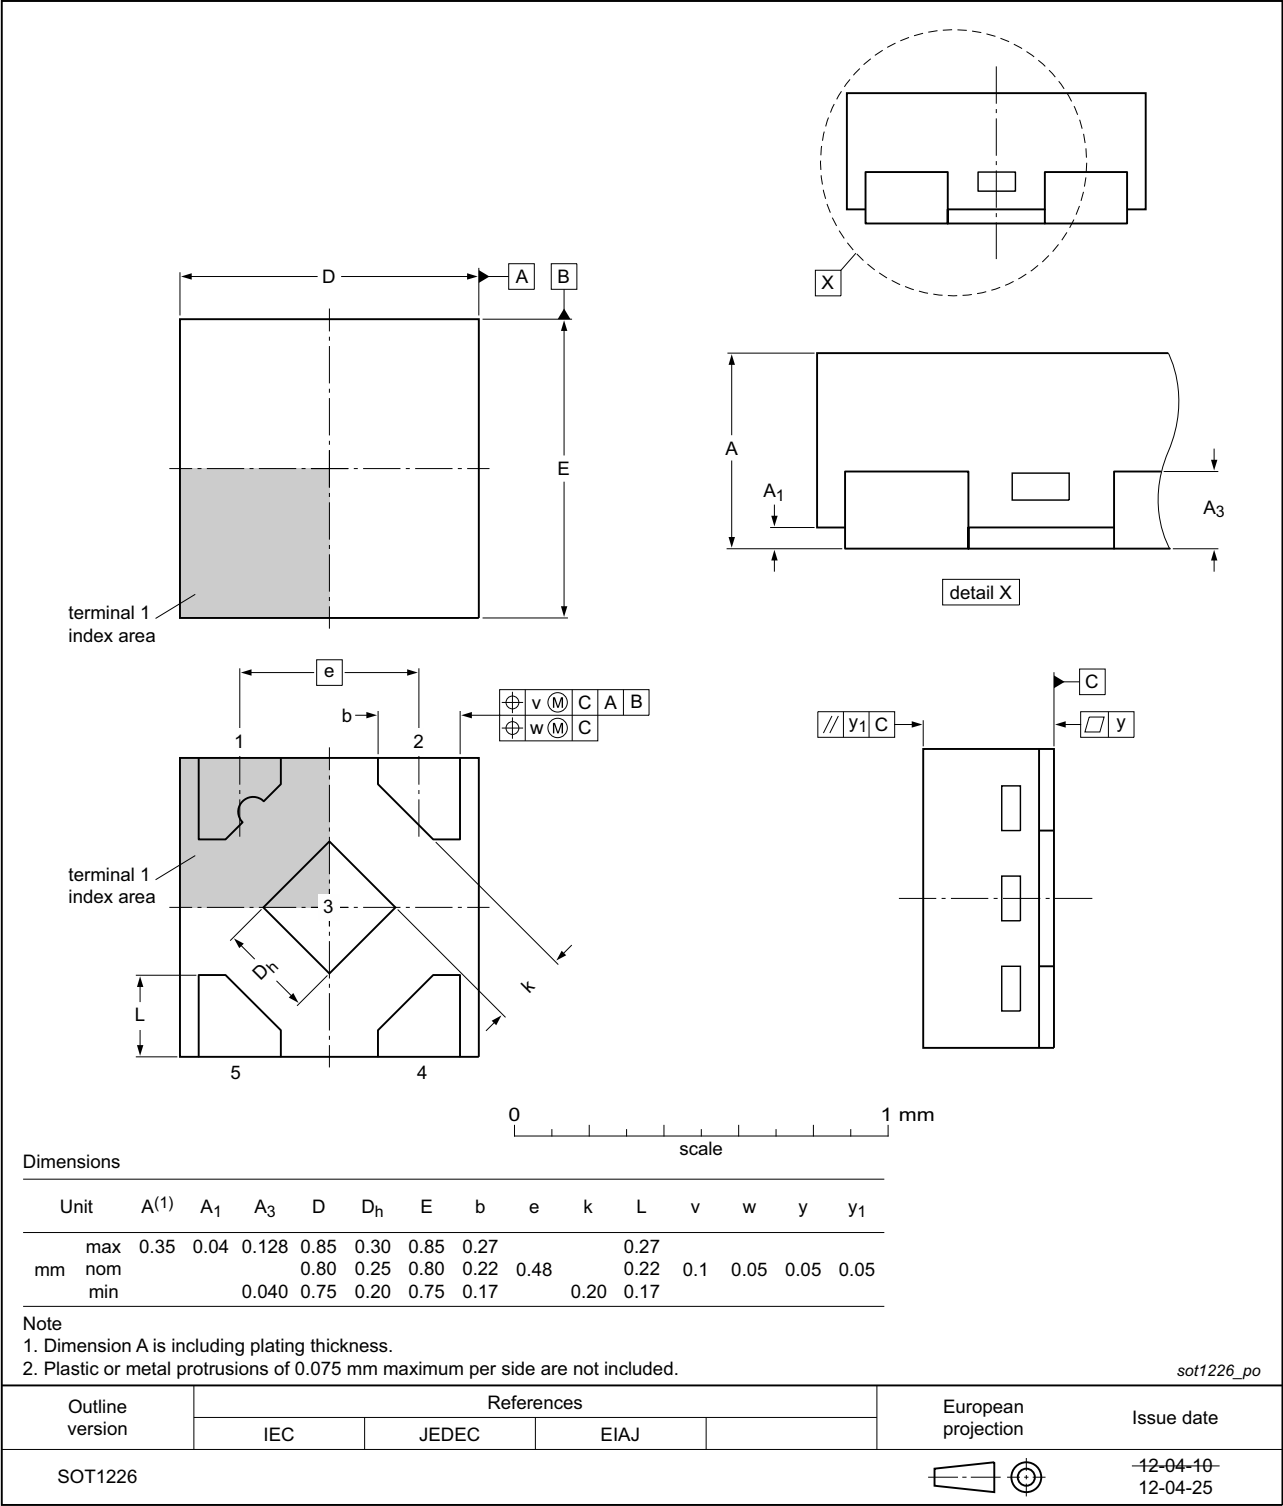 X
D
A
B
E
terminal 1
index area
A
A1
A3
detail X
e
b
v M C A B
w M C
1
2
terminal 1
index area
3
Dh
k
L
5
4
C
// y1 C
y
0
1 mm
scale
Dimensions
Unit A(1) A1 A3 D Dh E b e k L v w y y1
max 0.35 0.04 0.128 0.85 0.30 0.85 0.27 0.27
mm nom 0.80 0.25 0.80 0.22 0.48 0.22 0.1 0.05 0.05 0.05
min 0.040 0.75 0.20 0.75 0.17 0.20 0.17
Note
1. Dimension A is including plating thickness.
2. Plastic or metal protrusions of 0.075 mm maximum per side are not included.
sot1226_po
Outline
version
References
IEC JEDEC EIAJ
European
projection
Issue date
SOT1226
12-04-10
12-04-25